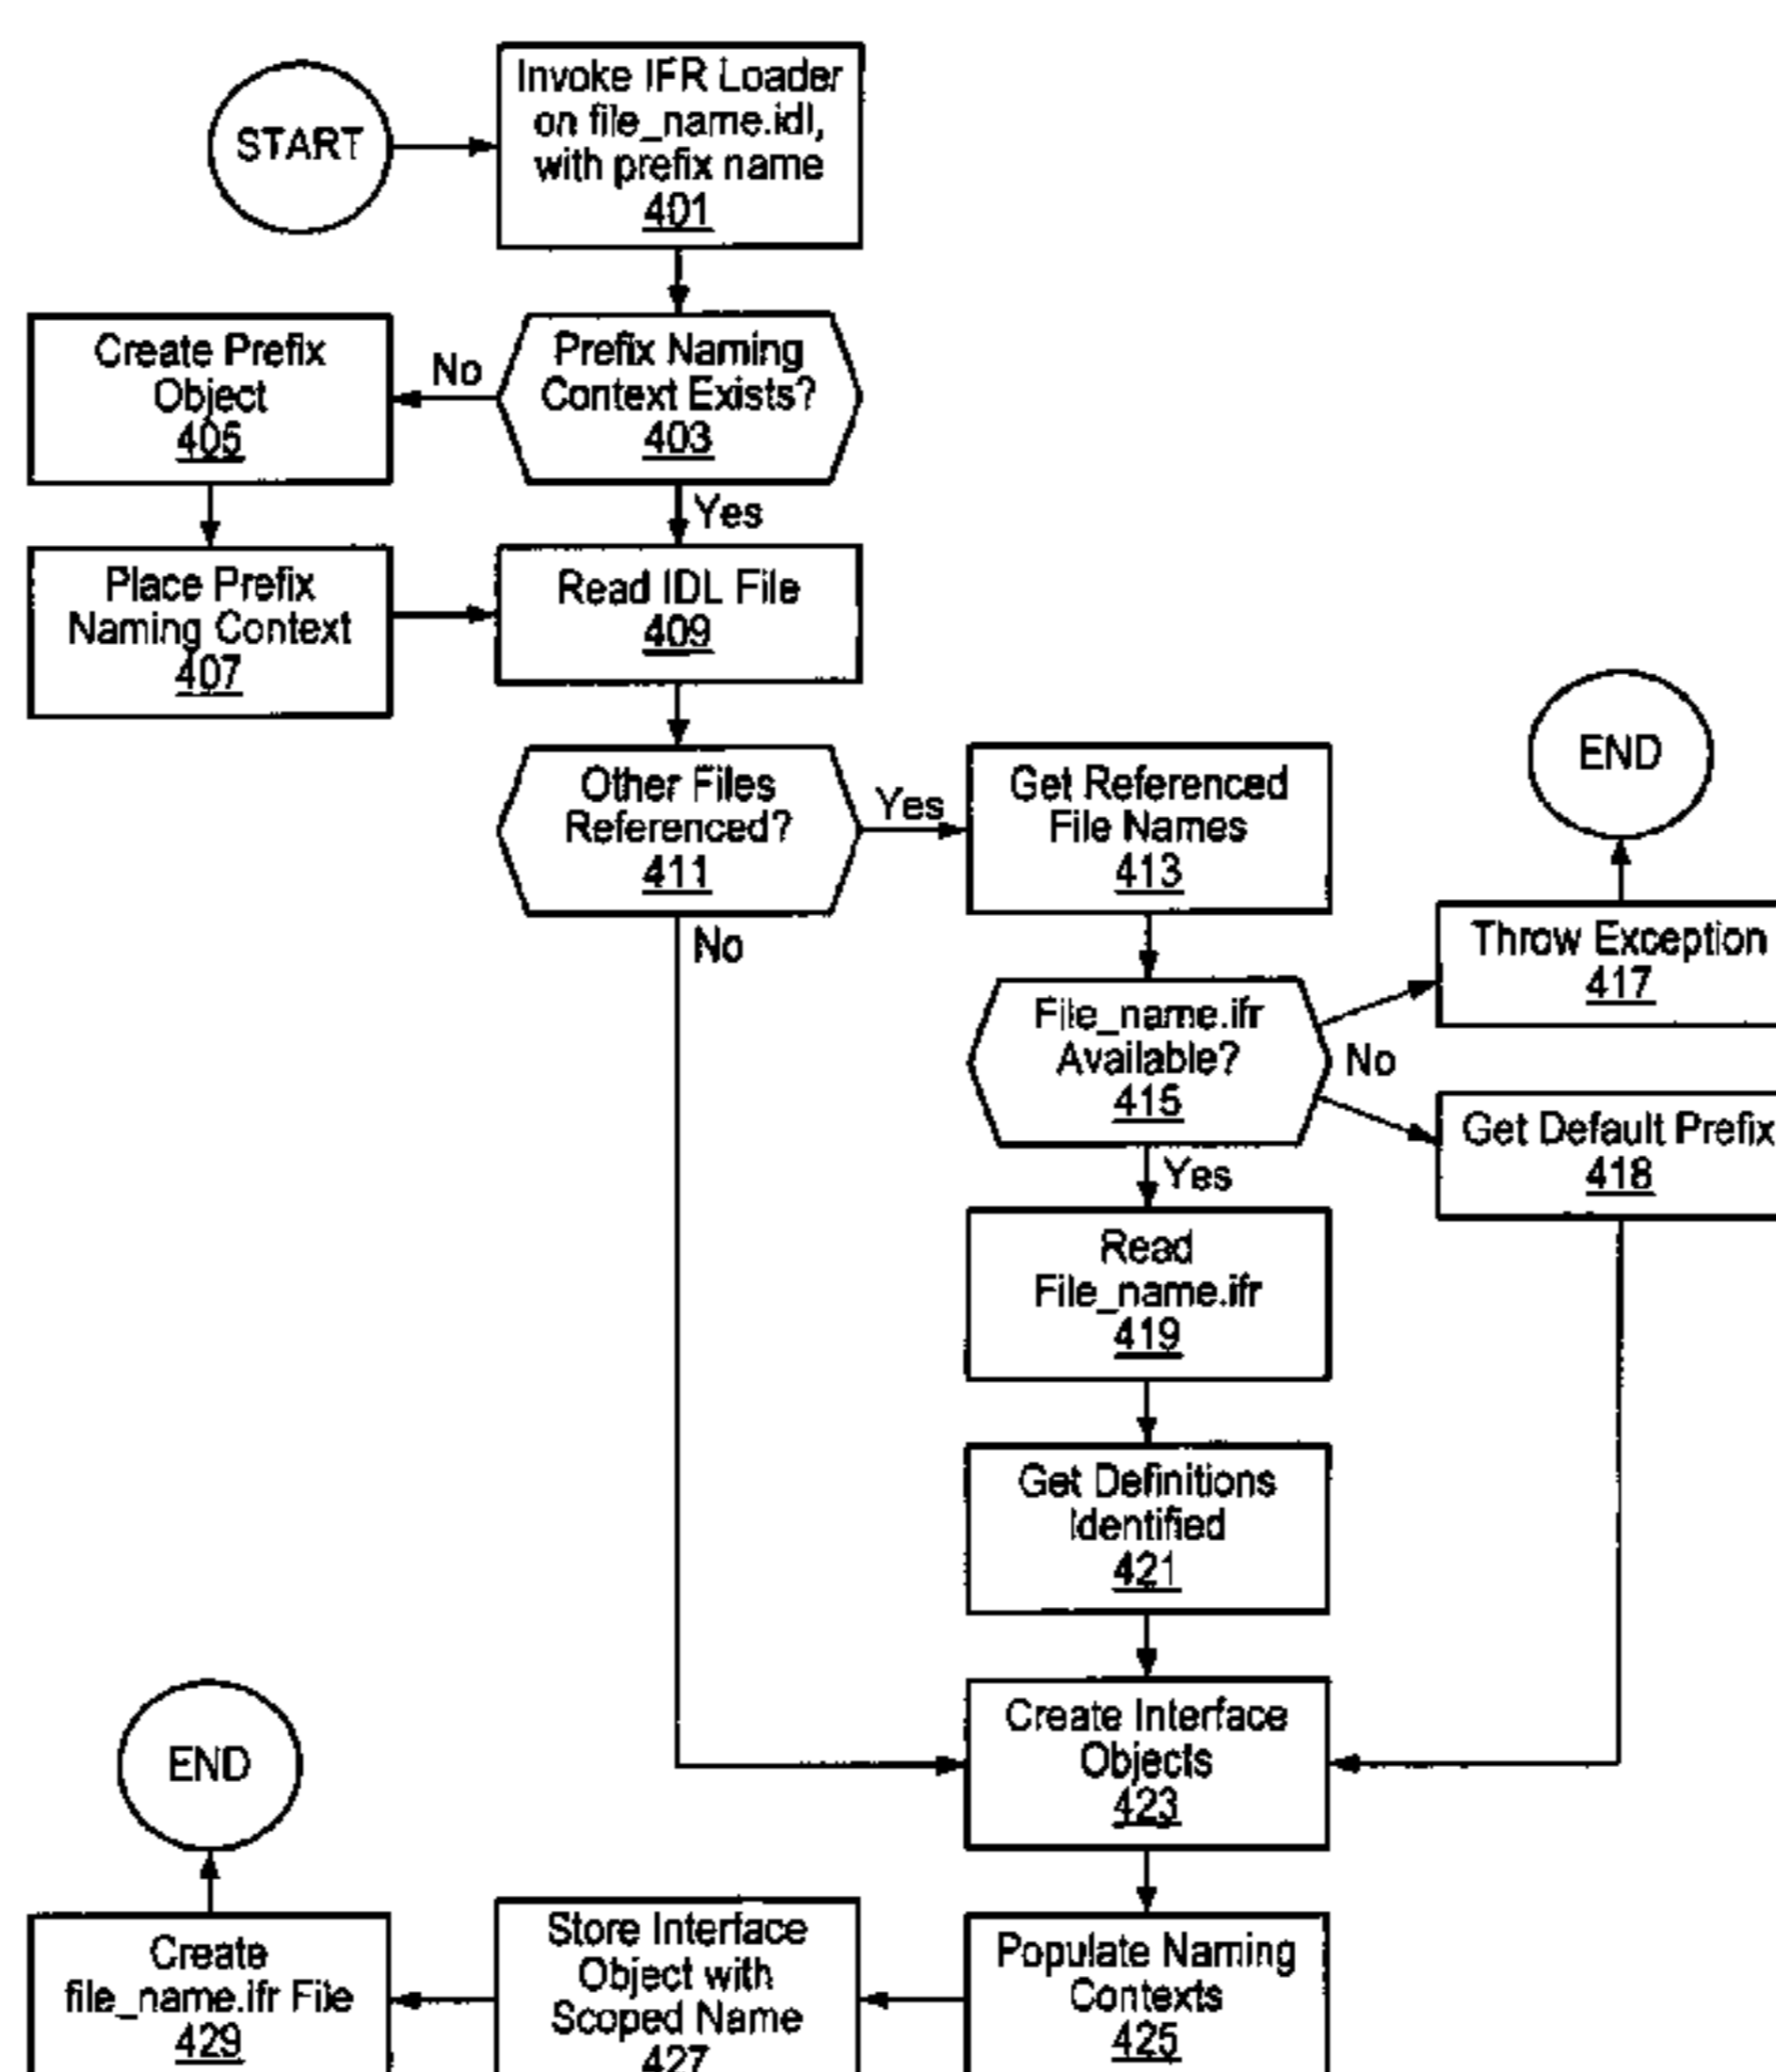 START
Invoke IFR Loader
on file_name.idl,
with prefix name
401
Prefix Naming
Context Exists?
403
No
Create Prefix
Object
405
Yes
Place Prefix
Naming Context
407
Read IDL File
409
Other Files
Referenced?
411
Yes
Get Referenced
File Names
413
END
No
Throw Exception
417
File_name.ifr
Available?
415
No
Get Default Prefix
418
Yes
Read
File_name.ifr
419
Get Definitions
Identified
421
Create Interface
Objects
423
END
Populate Naming
Contexts
425
Store Interface
Object with
Scoped Name
427
Create
file_name.ifr File
429